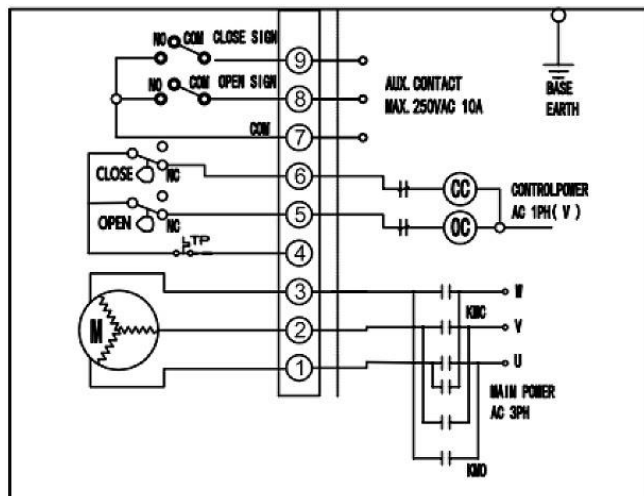 NO COM CLOSE SIGN
9
NO COM OPEN SIGN
8
AUX. CONTACT
MAX. 250VAC 10A
BASE
EARTH
COM
7
CLOSE NC
6
CC
CONTROLPOWER
AC 1PH( V )
OPEN NC
5
OC
TP
4
3
W
KMC
M
2
V
1
U
MAIN POWER
AC 3PH
KMO